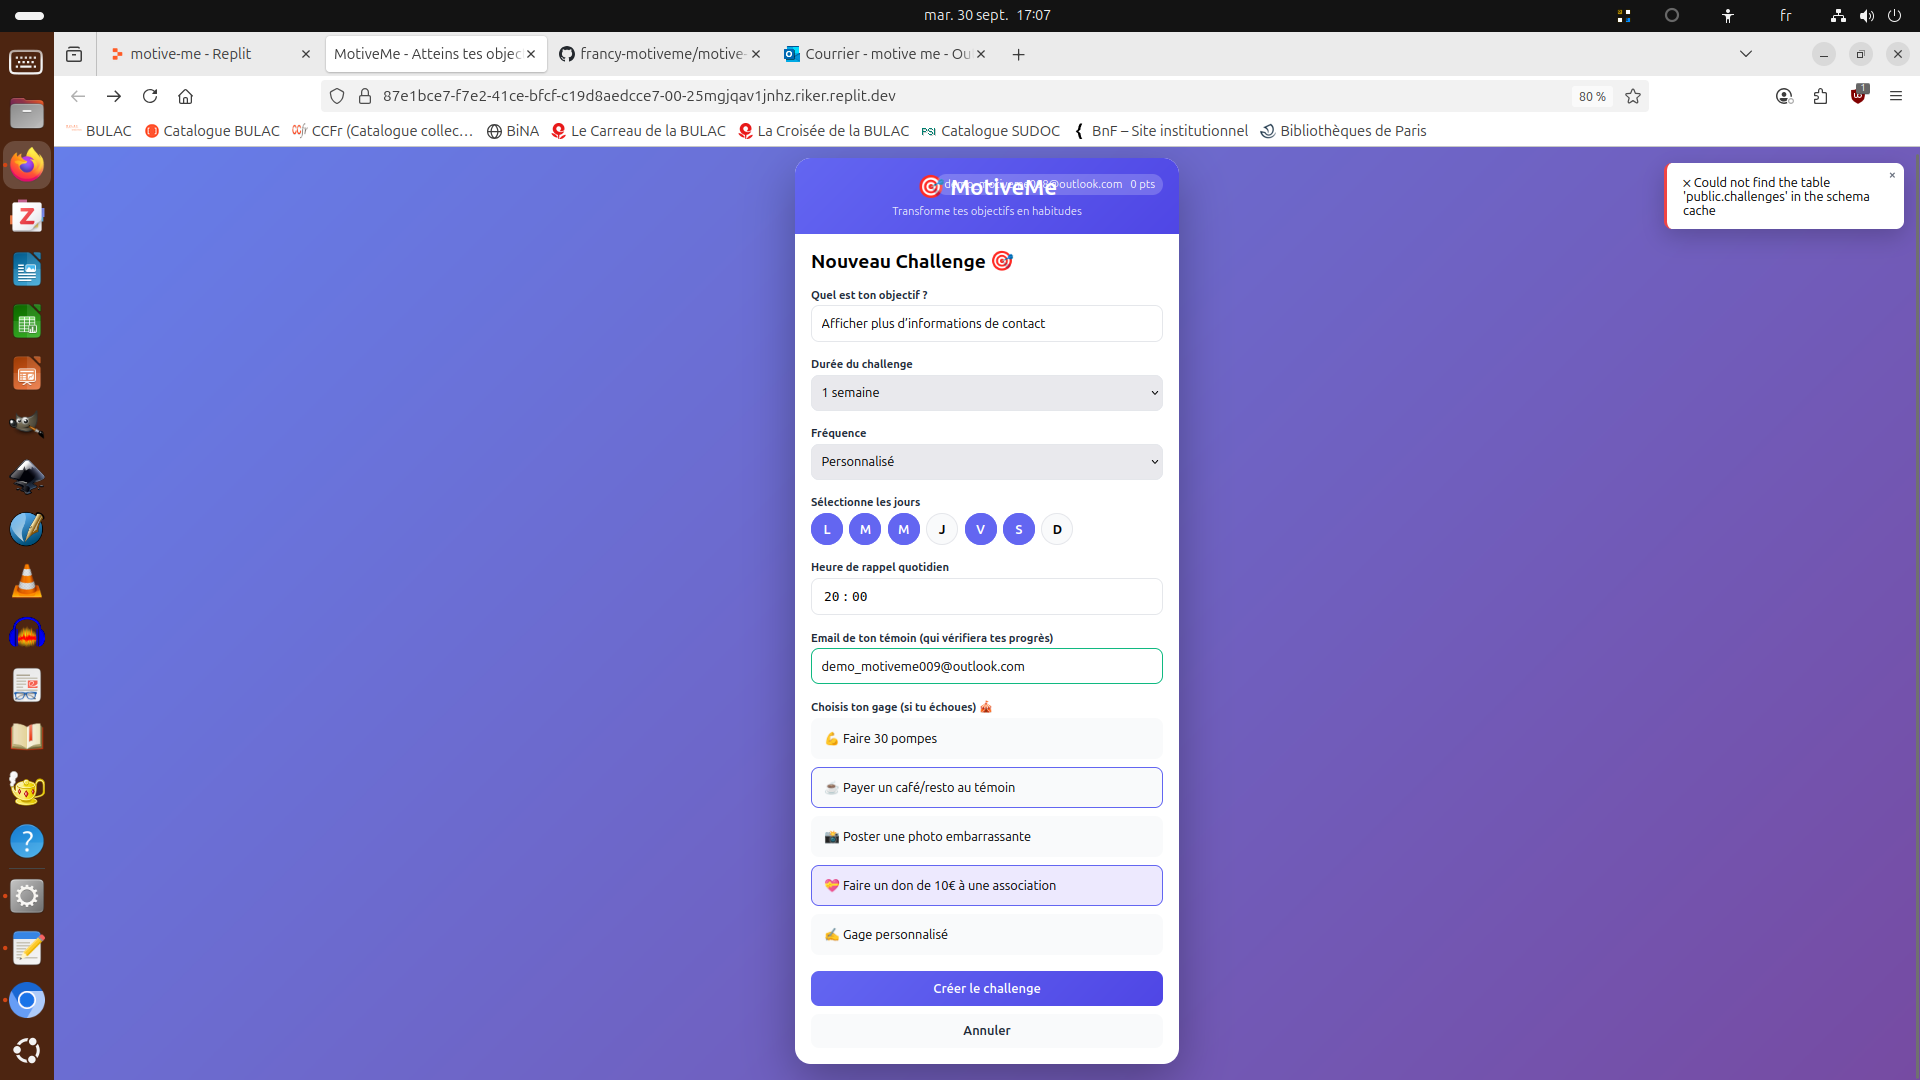 mar. 30 sept. 17:07
fr
motive-me - Replit
MotiveMe - Atteins tes objec
francy-motiveme/motive-
Courrier - motive me - Ou
87e1bce7-f7e2-41ce-bfcf-c19d8aedcce7-00-25mgjqav1jnhz.riker.replit.dev
80 %
1
BULAC
Catalogue BULAC
CCFr (Catalogue collec…
BiNA
Le Carreau de la BULAC
La Croisée de la BULAC
PSI Catalogue SUDOC
BnF – Site institutionnel
Bibliothèques de Paris
MotiveMe
@outlook.com 0 pts
Transforme tes objectifs en habitudes
× Could not find the table
'public.challenges' in the schema
cache
×
Nouveau Challenge
Quel est ton objectif ?
Afficher plus d’informations de contact
Durée du challenge
1 semaine
Fréquence
Personnalisé
Sélectionne les jours
L M M J V S D
Heure de rappel quotidien
20 : 00
Email de ton témoin (qui vérifiera tes progrès)
demo_motiveme009@outlook.com
Choisis ton gage (si tu échoues)
Faire 30 pompes
Payer un café/resto au témoin
Poster une photo embarrassante
Faire un don de 10€ à une association
Gage personnalisé
Créer le challenge
Annuler